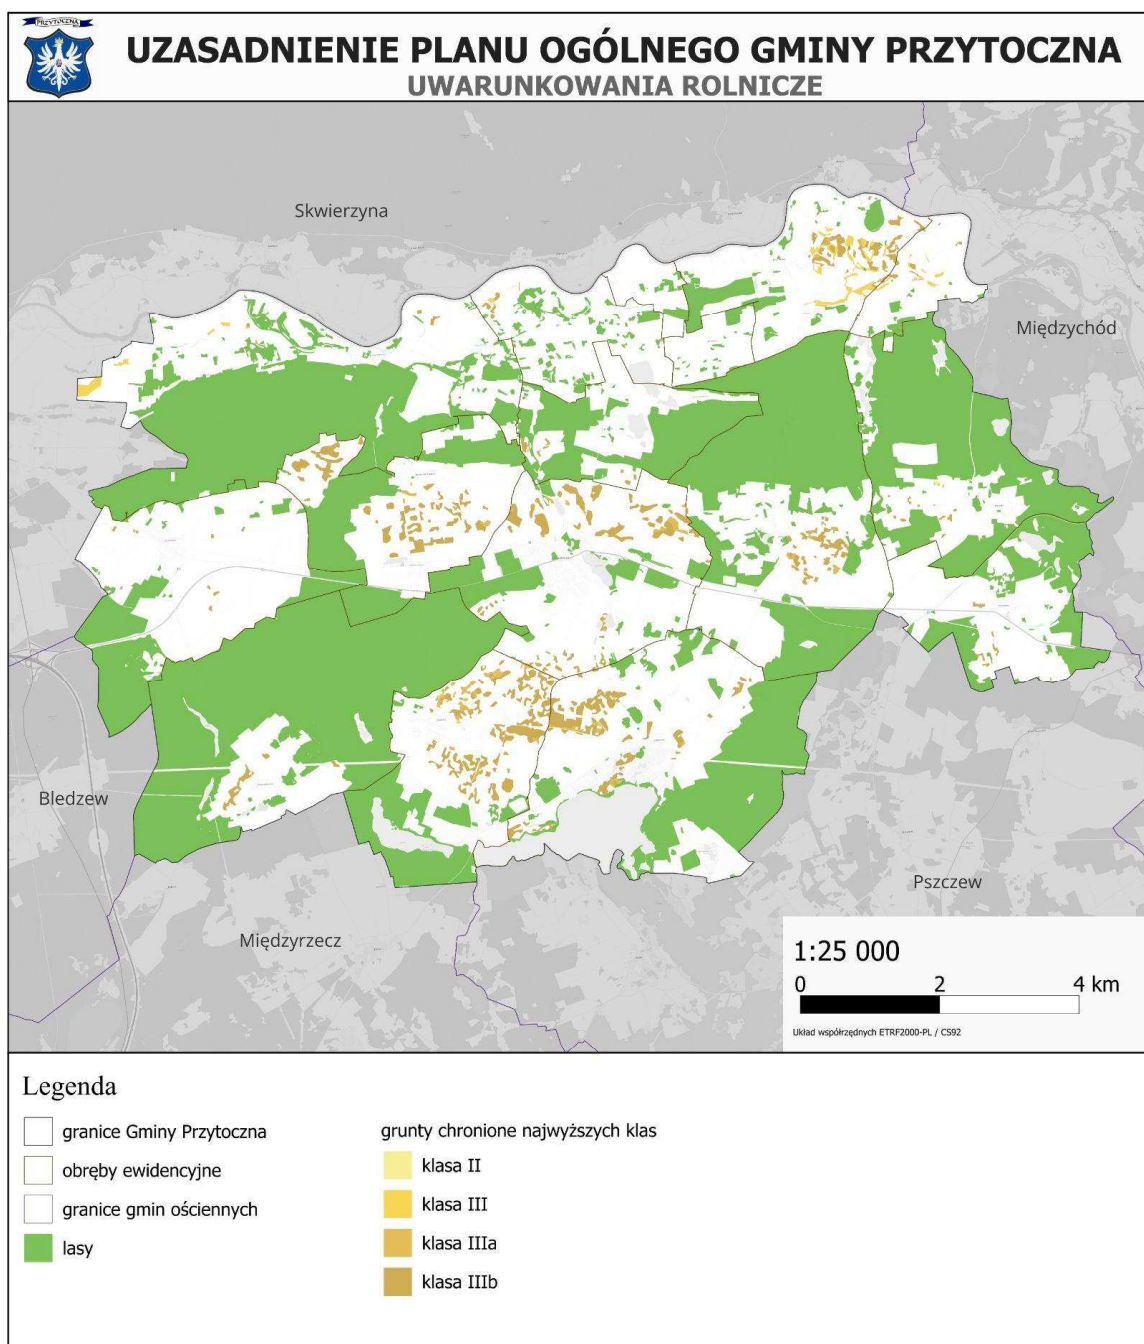 PRZYTOCZNA
UZASADNIENIE PLANU OGÓLNEGO GMINY PRZYTOCZNA
UWARUNKOWANIA ROLNICZE
Skwierzyna
Międzychód
Bledzew
Pszczew
Międzyrzecz
1:25 000
0 2 4 km
Układ współrzędnych ETRF2000-PL / CS92
Legenda
granice Gminy Przytoczna
obręby ewidencyjne
granice gmin ościennych
lasy
grunty chronione najwyższych klas
klasa II
klasa III
klasa IIIa
klasa IIIb